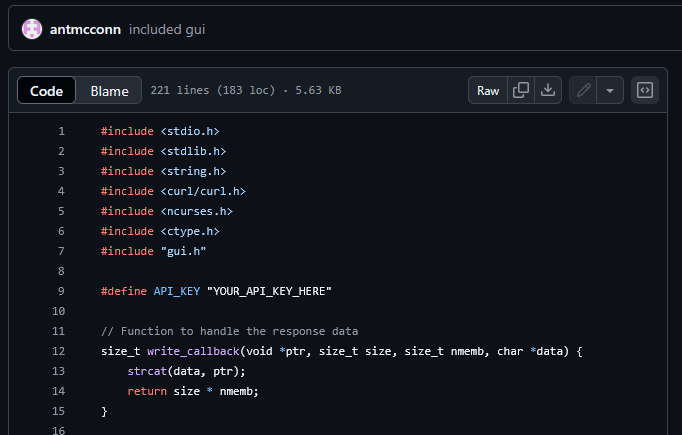 antmcconn included gui
Code Blame 221 lines (183 loc) · 5.63 KB Raw
1 #include <stdio.h>
2 #include <stdlib.h>
3 #include <string.h>
4 #include <curl/curl.h>
5 #include <ncurses.h>
6 #include <ctype.h>
7 #include "gui.h"
8
9 #define API_KEY "YOUR_API_KEY_HERE"
10
11 // Function to handle the response data
12 size_t write_callback(void *ptr, size_t size, size_t nmemb, char *data) {
13     strcat(data, ptr);
14     return size * nmemb;
15 }
16